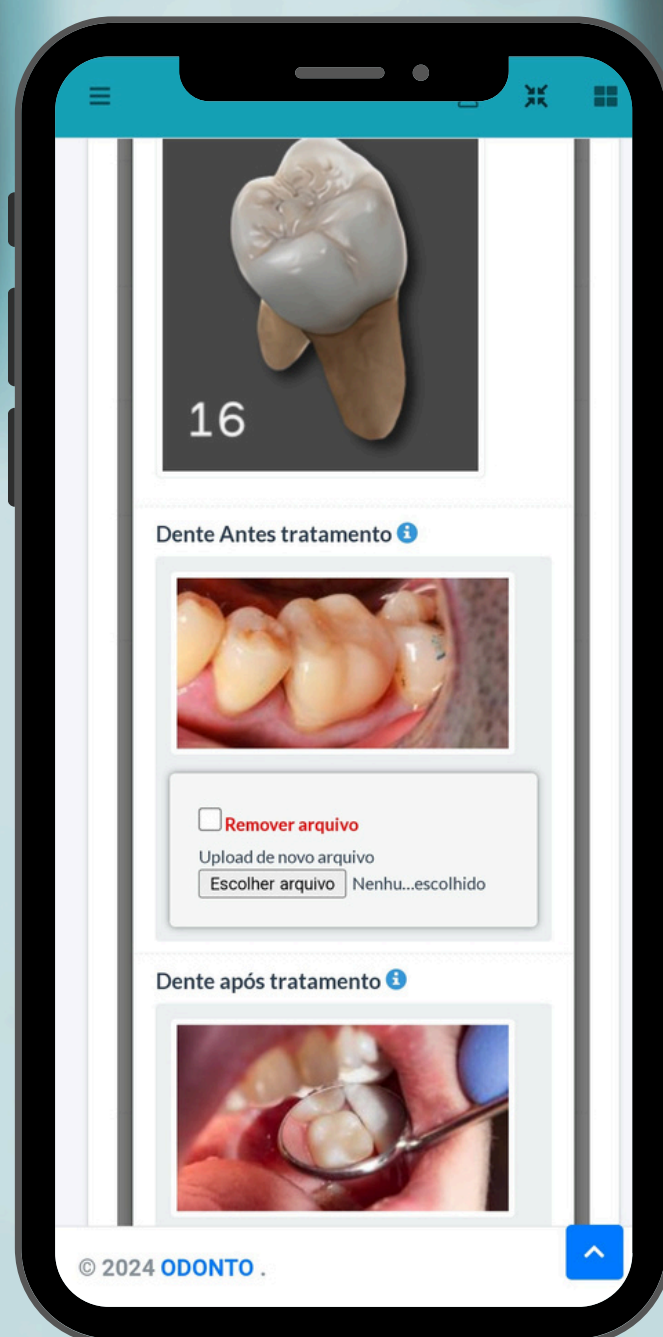 16
Dente Antes tratamento
Remover arquivo
Upload de novo arquivo
Escolher arquivo Nenhu...escolhido
Dente após tratamento
© 2024 ODONTO .